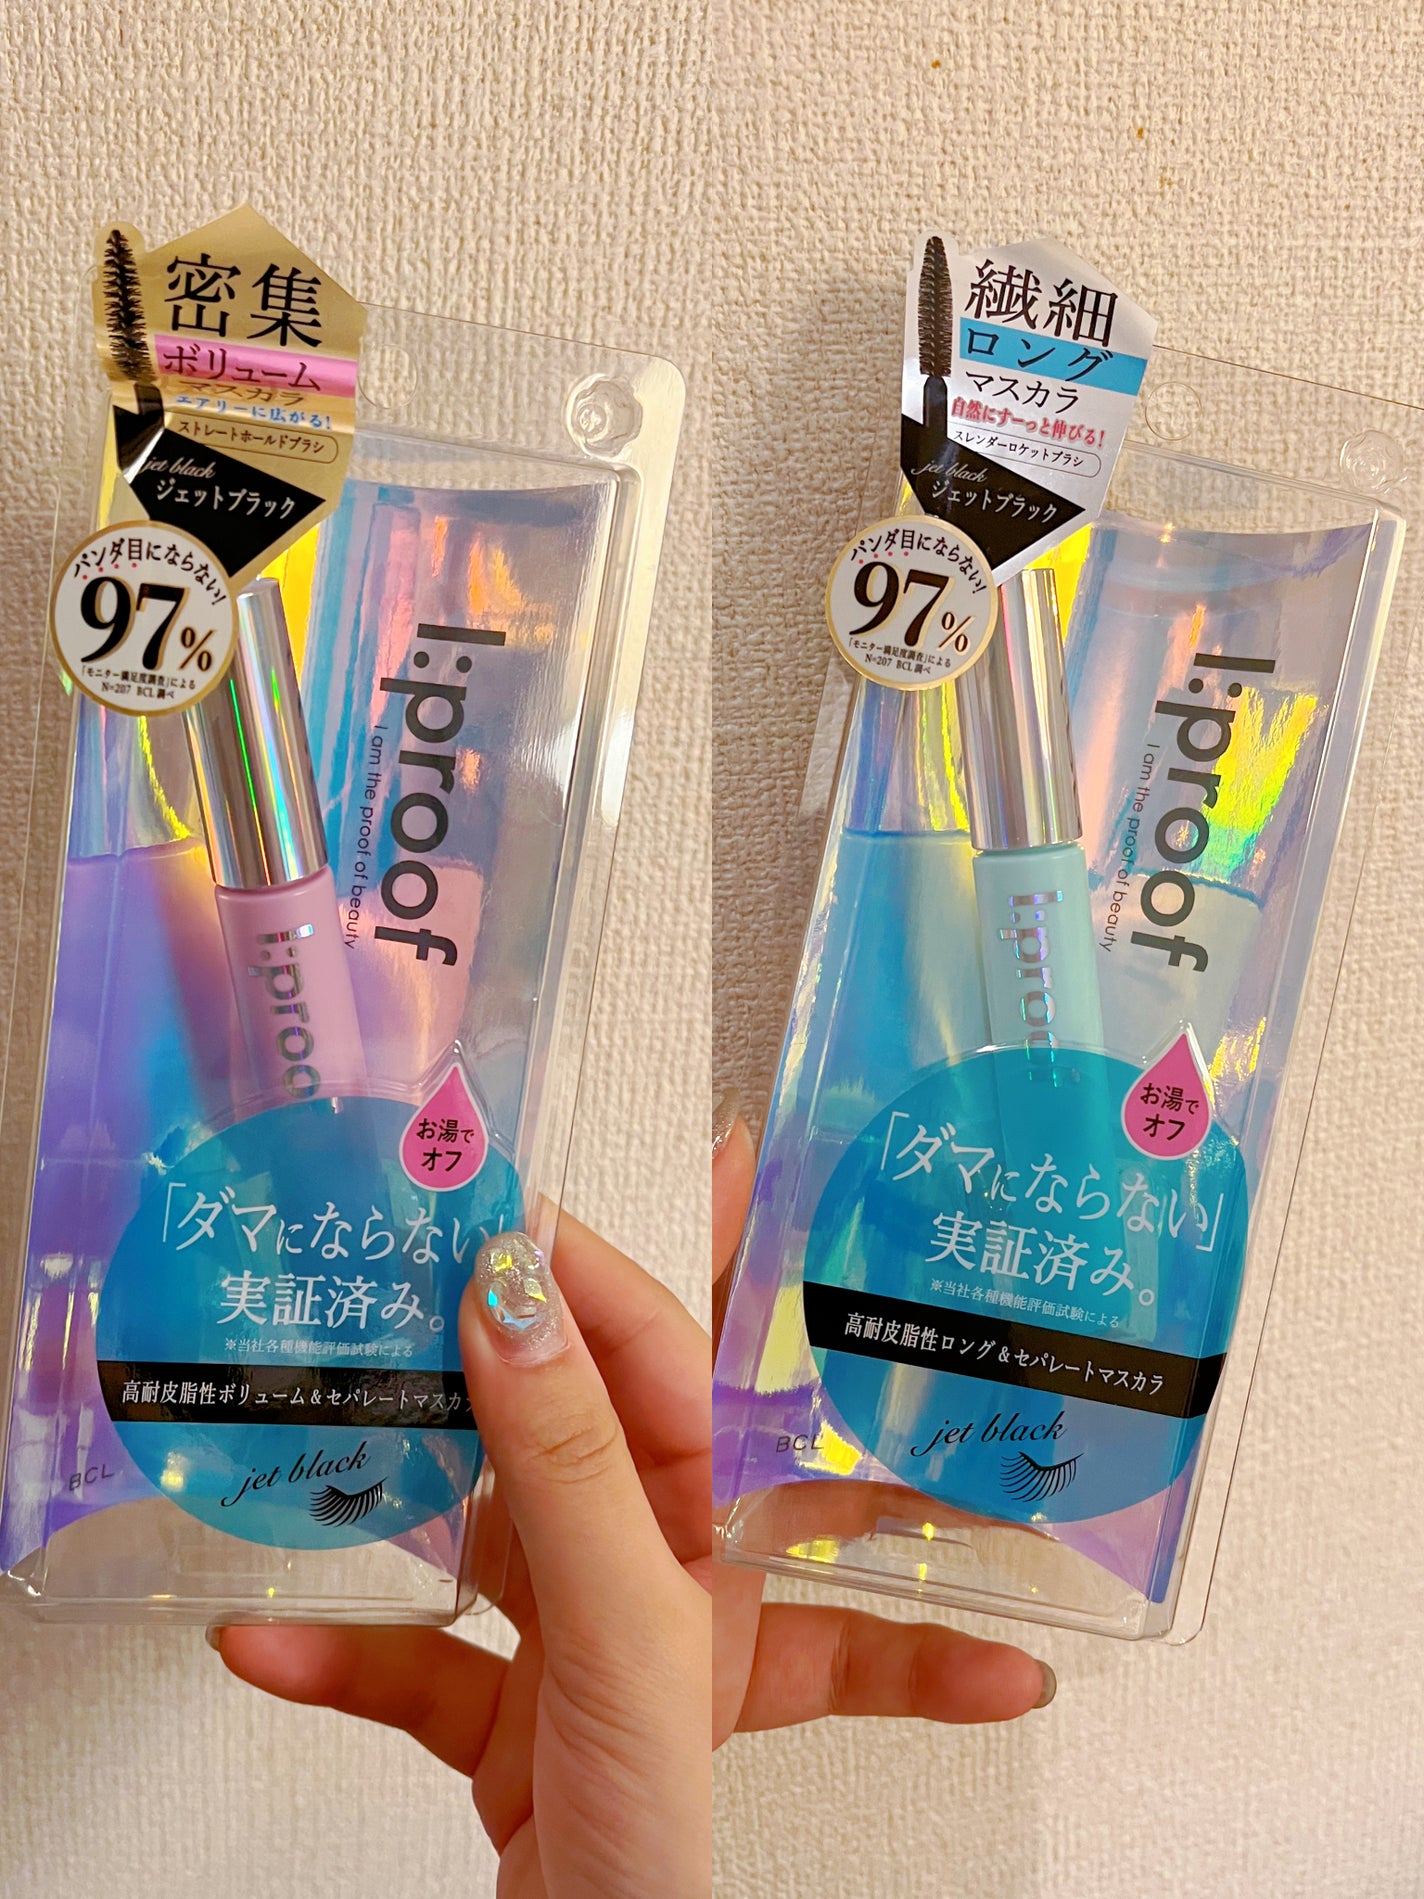 密集
ボリューム
マスカラ
エアリーに広がる!
ストレートホールドブラシ
jet black
ジェットブラック
パンダ目にならない!
97%
「モニター満足度調査」による
N=207 BCL調べ
I:proof
I am the proof of beauty
I:proo
お湯で
オフ
「ダマにならない」
実証済み。
※当社各種機能評価試験による
高耐皮脂性ボリューム&セパレートマスカラ
BCL
jet black
繊細
ロング
マスカラ
自然にすーっと伸びる!
スレンダーロケットブラシ
jet black
ジェットブラック
パンダ目にならない!
97%
「モニター満足度調査」による
N=207 BCL調べ
I:proof
I am the proof of beauty
I:proo
お湯で
オフ
「ダマにならない」
実証済み。
※当社各種機能評価試験による
高耐皮脂性ロング&セパレートマスカラ
BCL
jet black